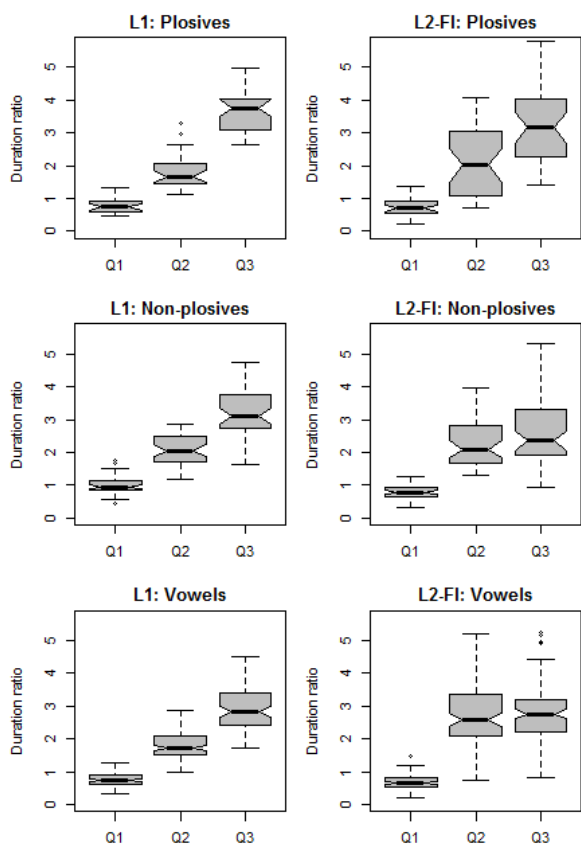 L1: Plosives
Duration ratio
5
4
3
2
1
0
Q1 Q2 Q3
L2-FI: Plosives
Duration ratio
5
4
3
2
1
0
Q1 Q2 Q3
L1: Non-plosives
Duration ratio
5
4
3
2
1
0
Q1 Q2 Q3
L2-FI: Non-plosives
Duration ratio
5
4
3
2
1
0
Q1 Q2 Q3
L1: Vowels
Duration ratio
5
4
3
2
1
0
Q1 Q2 Q3
L2-FI: Vowels
Duration ratio
5
4
3
2
1
0
Q1 Q2 Q3